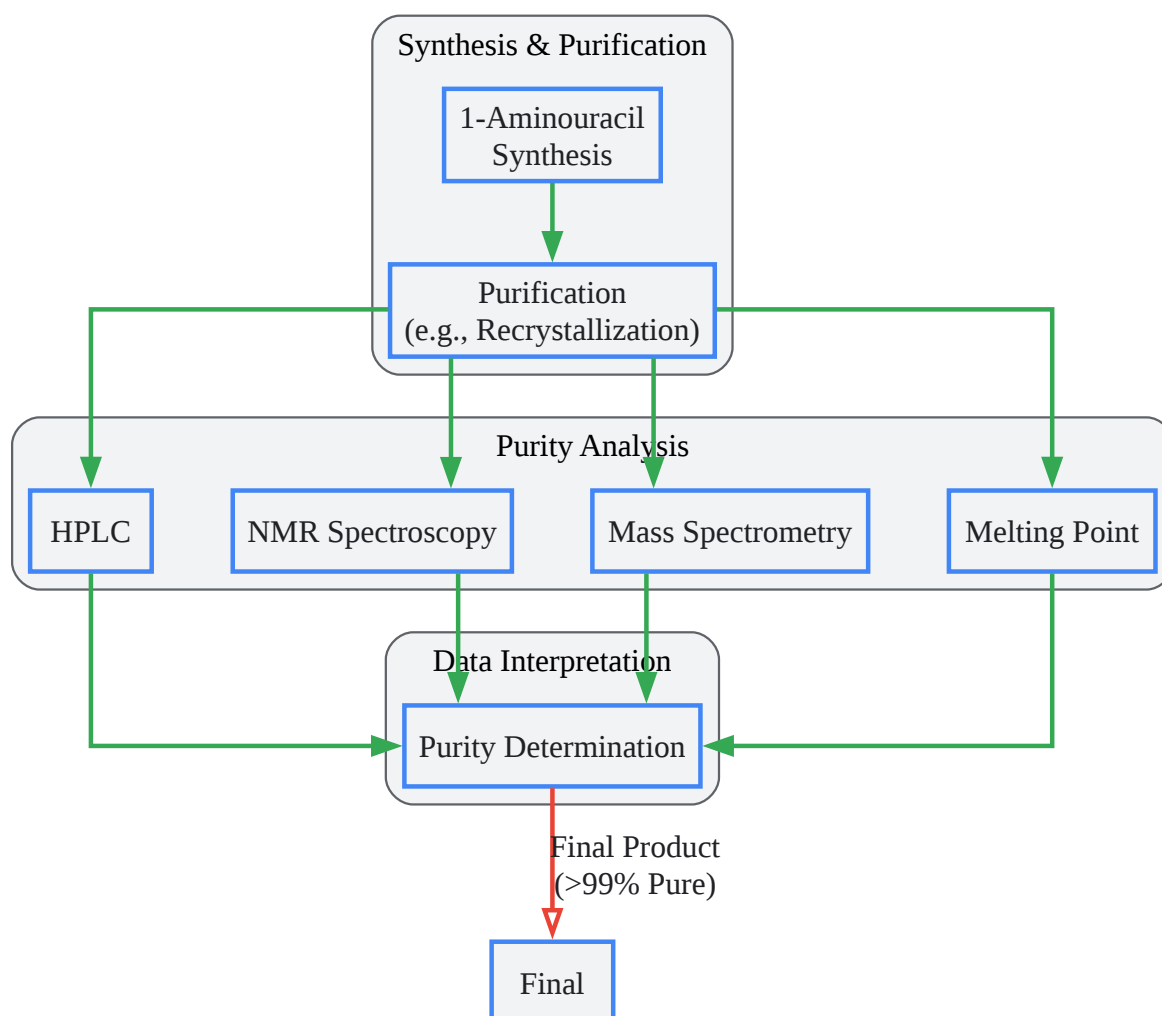 Synthesis & Purification
1-Aminouracil
Synthesis
Purification
(e.g., Recrystallization)
Purity Analysis
HPLC
NMR Spectroscopy
Mass Spectrometry
Melting Point
Data Interpretation
Purity Determination
Final Product
(>99% Pure)
Final